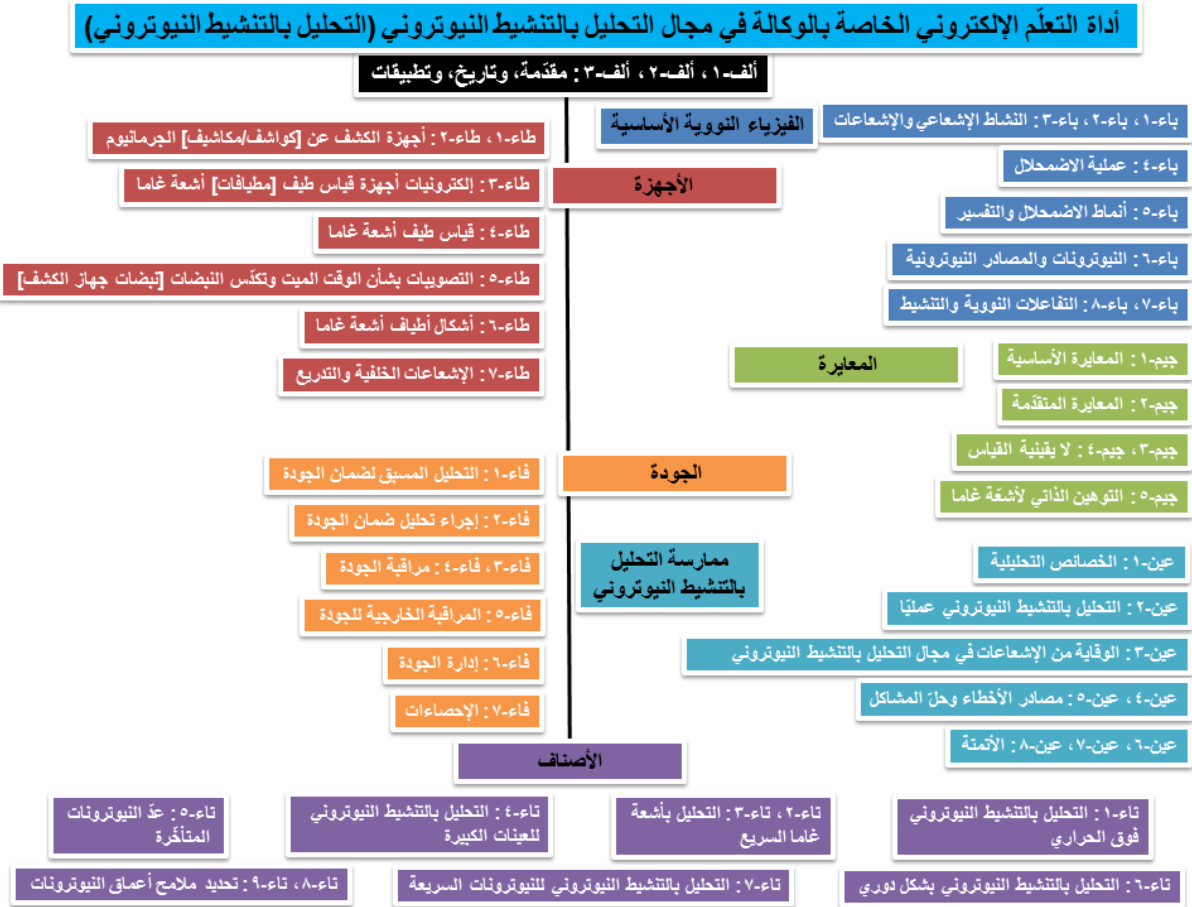 أداة التعلّم الإلكتروني الخاصة بالوكالة في مجال التحليل بالتنشيط النيوتروني (التحليل بالتنشيط النيوتروني)
ألف-١، ألف-٢، ألف-٣: مقدّمة، وتاريخ، وتطبيقات
الفيزياء النووية الأساسية
باء-١، باء-٢، باء-٣: النشاط الإشعاعي والإشعاعات
باء-٤: عملية الاضمحلال
باء-٥: أنماط الاضمحلال والتفسير
باء-٦: النيوترونات والمصادر النيوترونية
باء-٧، باء-٨: التفاعلات النووية والتنشيط
الأجهزة
طاء-١، طاء-٢: أجهزة الكشف عن [كواشف/مكاشيف] الجرمانيوم
طاء-٣: إلكترونيات أجهزة قياس طيف [مطيافات] أشعة غاما
طاء-٤: قياس طيف أشعة غاما
طاء-٥: التصويبات بشأن الوقت الميت وتكدّس النبضات [نبضات جهاز الكشف]
طاء-٦: أشكال أطياف أشعة غاما
طاء-٧: الإشعاعات الخلفية والتدريع
المعايرة
جيم-١: المعايرة الأساسية
جيم-٢: المعايرة المتقدّمة
جيم-٣، جيم-٤: لا يقينية القياس
جيم-٥: التوهين الذاتي لأشعّة غاما
الجودة
فاء-١: التحليل المسبق لضمان الجودة
فاء-٢: إجراء تحليل ضمان الجودة
فاء-٣، فاء-٤: مراقبة الجودة
فاء-٥: المراقبة الخارجية للجودة
فاء-٦: إدارة الجودة
فاء-٧: الإحصاءات
ممارسة التحليل
بالتنشيط النيوتروني
عين-١: الخصائص التحليلية
عين-٢: التحليل بالتنشيط النيوتروني عمليًا
عين-٣: الوقاية من الإشعاعات في مجال التحليل بالتنشيط النيوتروني
عين-٤، عين-٥: مصادر الأخطاء وحلّ المشاكل
عين-٦، عين-٧، عين-٨: الأتمتة
الأصناف
تاء-١: التحليل بالتنشيط النيوتروني
فوق الحراري
تاء-٢، تاء-٣: التحليل بأشعة
غاما السريع
تاء-٤: التحليل بالتنشيط النيوتروني
للعينات الكبيرة
تاء-٥: عدّ النيوترونات
المتأخّرة
تاء-٦: التحليل بالتنشيط النيوتروني بشكل دوري
تاء-٧: التحليل بالتنشيط النيوتروني للنيوترونات السريعة
تاء-٨، تاء-٩: تحديد ملامح أعماق النيوترونات